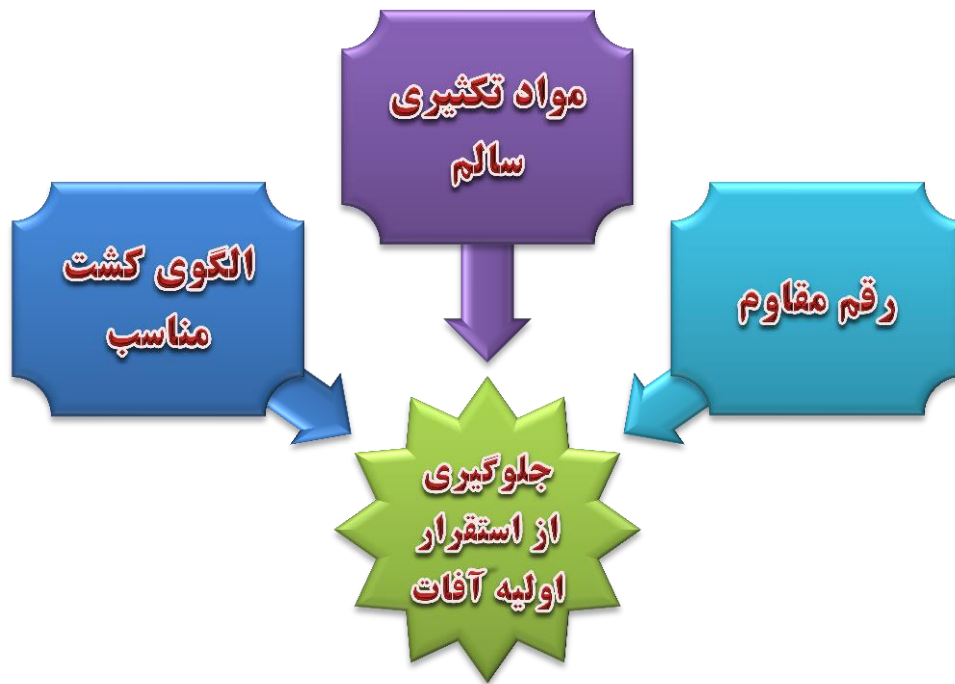 مواد تکثیری
سالم
رقم مقاوم
الگوی کشت
مناسب
جلوگیری
از استقرار
اولیه آفات